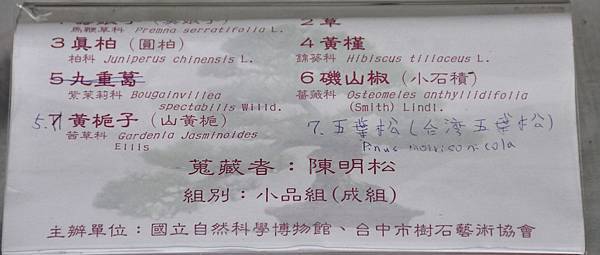 馬鞭草科 Premna serratifolia L.
2 草
3 真柏(圓柏)
4 黃槿
柏科 Juniperus chinensis L.
錦葵科 Hibiscus tiliaceus L.
5 九重葛
6 磯山椒(小石積)
紫茉莉科 Bougainvillea spectabilis Willd.
薔薇科 Osteomeles anthyllidifolia (Smith) Lindl.
5. 7 黃梔子(山黃梔)
7. 五葉松(台湾五葉松)
茜草科 Gardenia Jasminoides Ellis
Pinus
蒐藏者:陳明松
組別:小品組(成組)
主辦單位:國立自然科學博物館、台中市樹石藝術協會